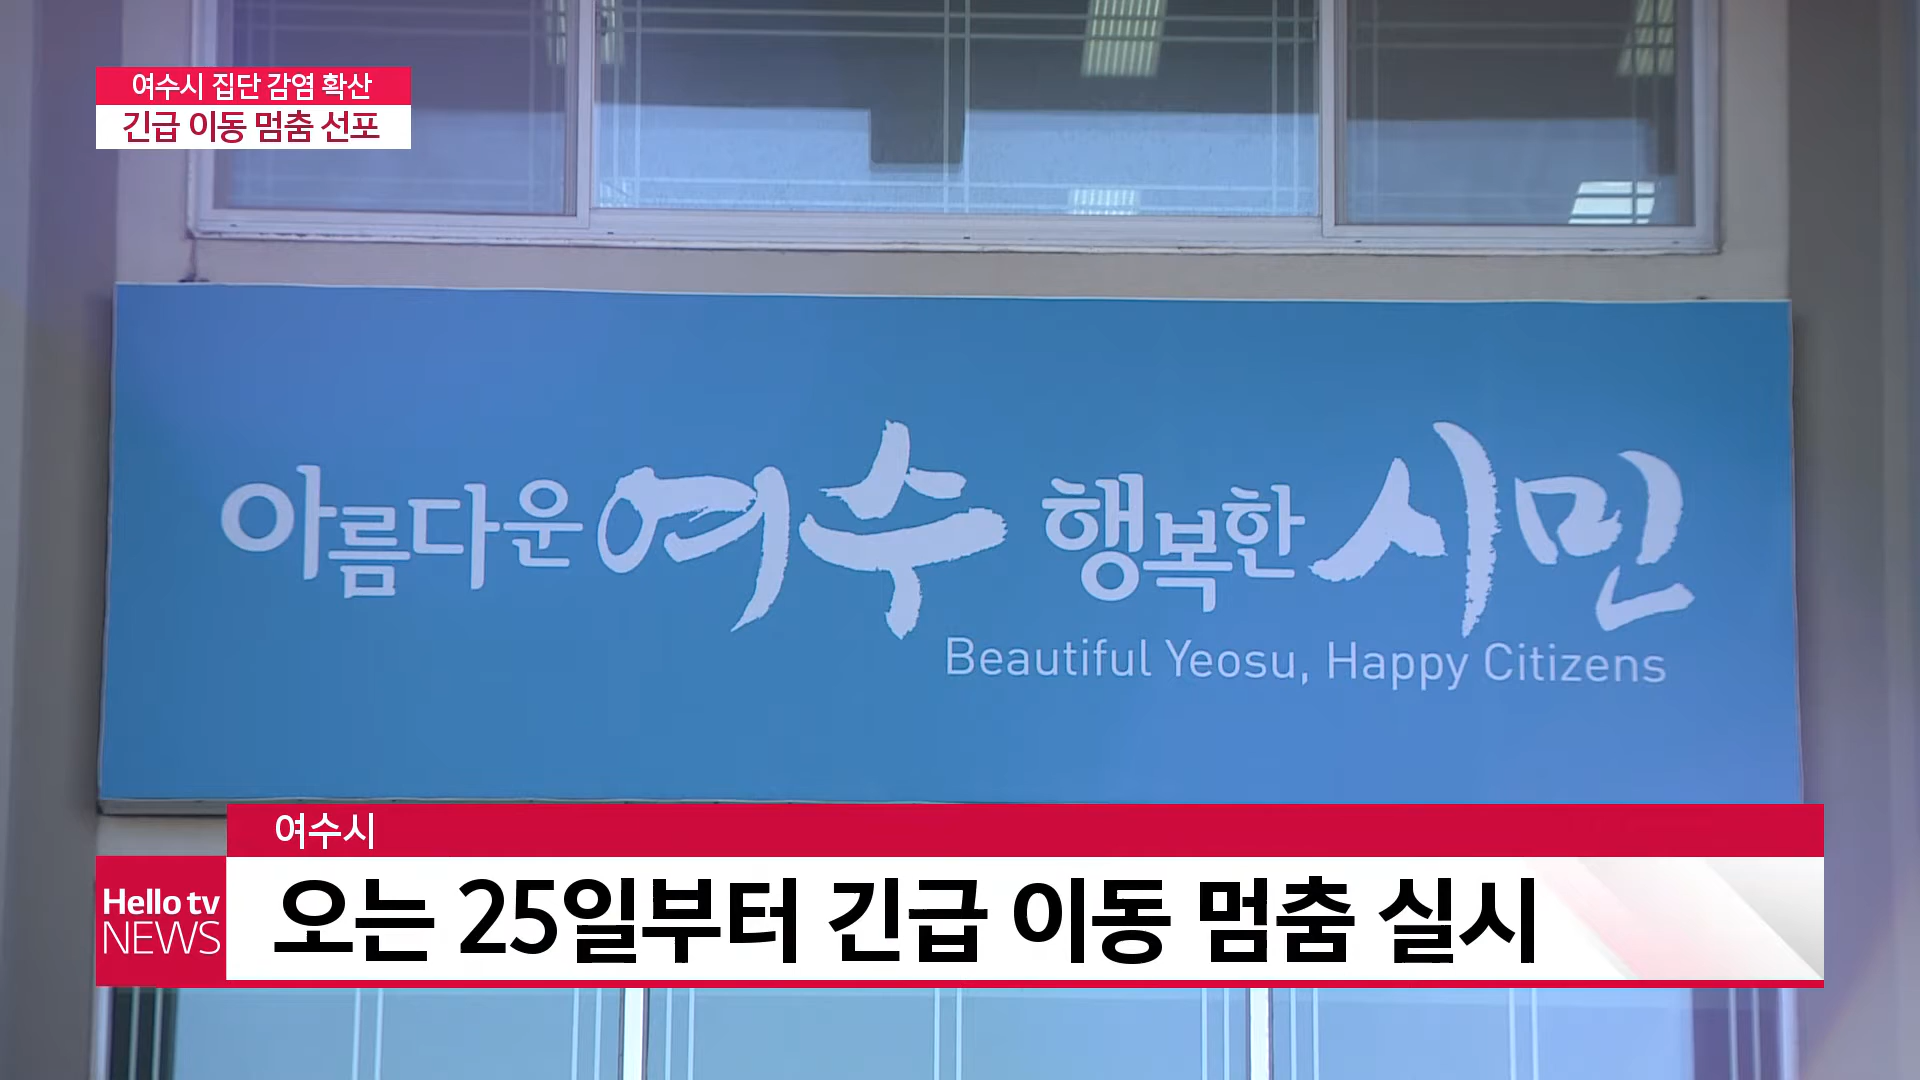 여수시 집단 감염 확산
긴급 이동 멈춤 선포
아름다운 여수 행복한 시민
Beautiful Yeosu, Happy Citizens
여수시
Hello tv
NEWS
오는 25일부터 긴급 이동 멈춤 실시